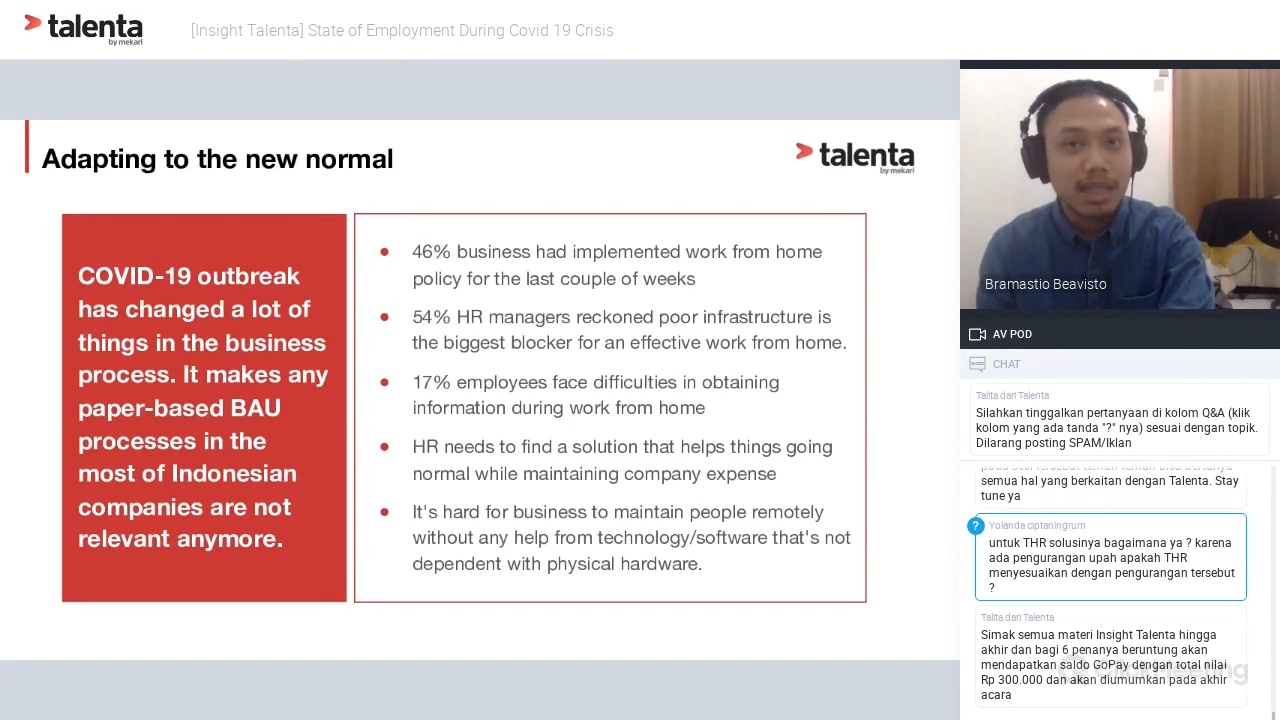 talenta
by mekari
[Insight Talenta] State of Employment During Covid 19 Crisis
Adapting to the new normal
talenta
by mekari
COVID-19 outbreak
has changed a lot of
things in the business
process. It makes any
paper-based BAU
processes in the
most of Indonesian
companies are not
relevant anymore.
46% business had implemented work from home
policy for the last couple of weeks
54% HR managers reckoned poor infrastructure is
the biggest blocker for an effective work from home.
17% employees face difficulties in obtaining
information during work from home
HR needs to find a solution that helps things going
normal while maintaining company expense
It's hard for business to maintain people remotely
without any help from technology/software that's not
dependent with physical hardware.
Bramastio Beavisto
AV POD
CHAT
Talita dari Talenta
Silahkan tinggalkan pertanyaan di kolom Q&A (klik
kolom yang ada tanda "?" nya) sesuai dengan topik.
Dilarang posting SPAM/Iklan
pada sesi tersebut teman teman bisa bertanya
semua hal yang berkaitan dengan Talenta. Stay
tune ya
?
Yolanda ciptaningrum
untuk THR solusinya bagaimana ya ? karena
ada pengurangan upah apakah THR
menyesuaikan dengan pengurangan tersebut
?
Talita dari Talenta
Simak semua materi Insight Talenta hingga
akhir dan bagi 6 penanya beruntung akan
mendapatkan saldo GoPay dengan total nilai
Rp 300.000 dan akan diumumkan pada akhir
acara
ClickMeeting